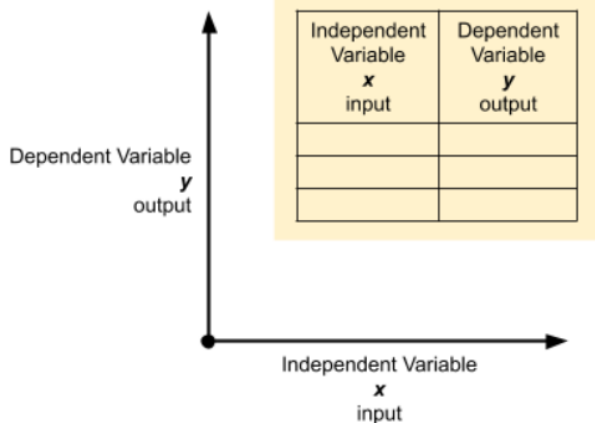 Independent
Variable
x
input
Dependent
Variable
y
output
Dependent Variable
y
output
Independent Variable
x
input